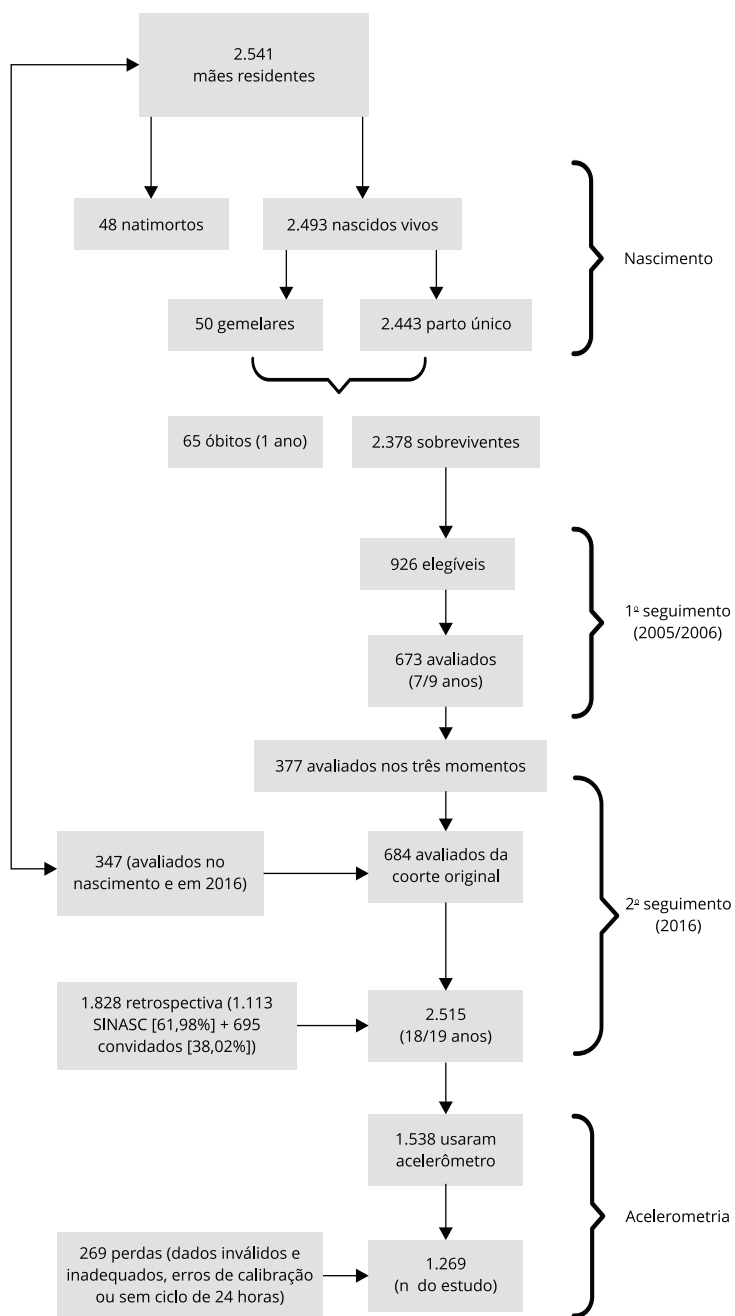 2.541
mães residentes
48 natimortos
2.493 nascidos vivos
Nascimento
50 gemelares
2.443 parto único
65 óbitos (1 ano)
2.378 sobreviventes
926 elegíveis
1º seguimento
(2005/2006)
673 avaliados
(7/9 anos)
377 avaliados nos três momentos
347 (avaliados no
nascimento e em 2016)
684 avaliados da
coorte original
2º seguimento
(2016)
1.828 retrospectiva (1.113
SINASC [61,98%] + 695
convidados [38,02%])
2.515
(18/19 anos)
1.538 usaram
acelerômetro
Acelerometria
269 perdas (dados inválidos e
inadequados, erros de calibração
ou sem ciclo de 24 horas)
1.269
(n do estudo)